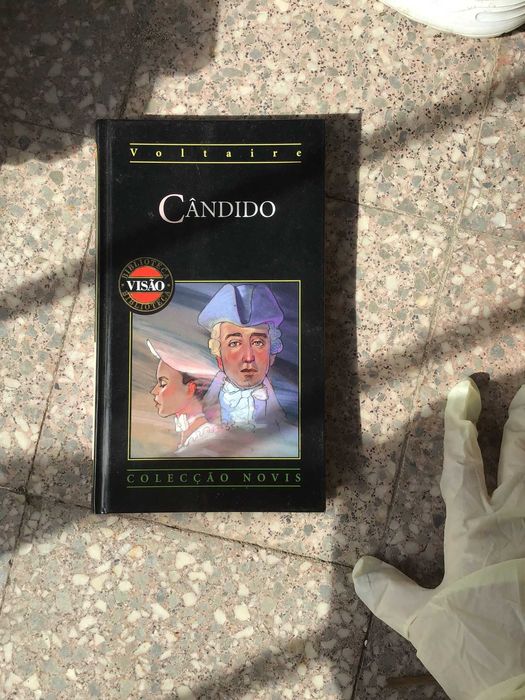 Voltaire
CÂNDIDO
BIBLIOTECA
VISÃO
BIBLIOTECA
COLECÇÃO NOVIS